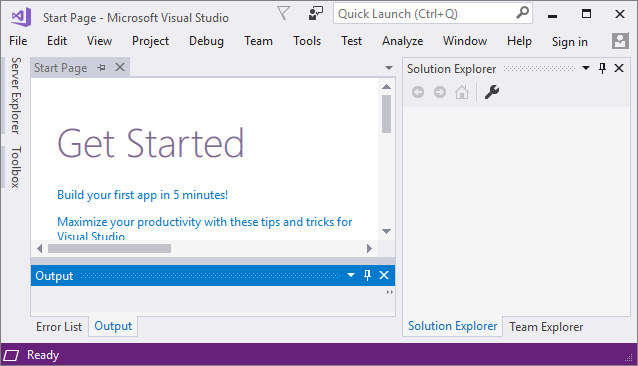 Start Page - Microsoft Visual Studio
Quick Launch (Ctrl+Q)
File Edit View Project Debug Team Tools Test Analyze Window Help Sign in
Server Explorer
Toolbox
Start Page
Get Started
Build your first app in 5 minutes!
Maximize your productivity with these tips and tricks for
Visual Studio
Output
Error List Output
Solution Explorer
Solution Explorer Team Explorer
Ready